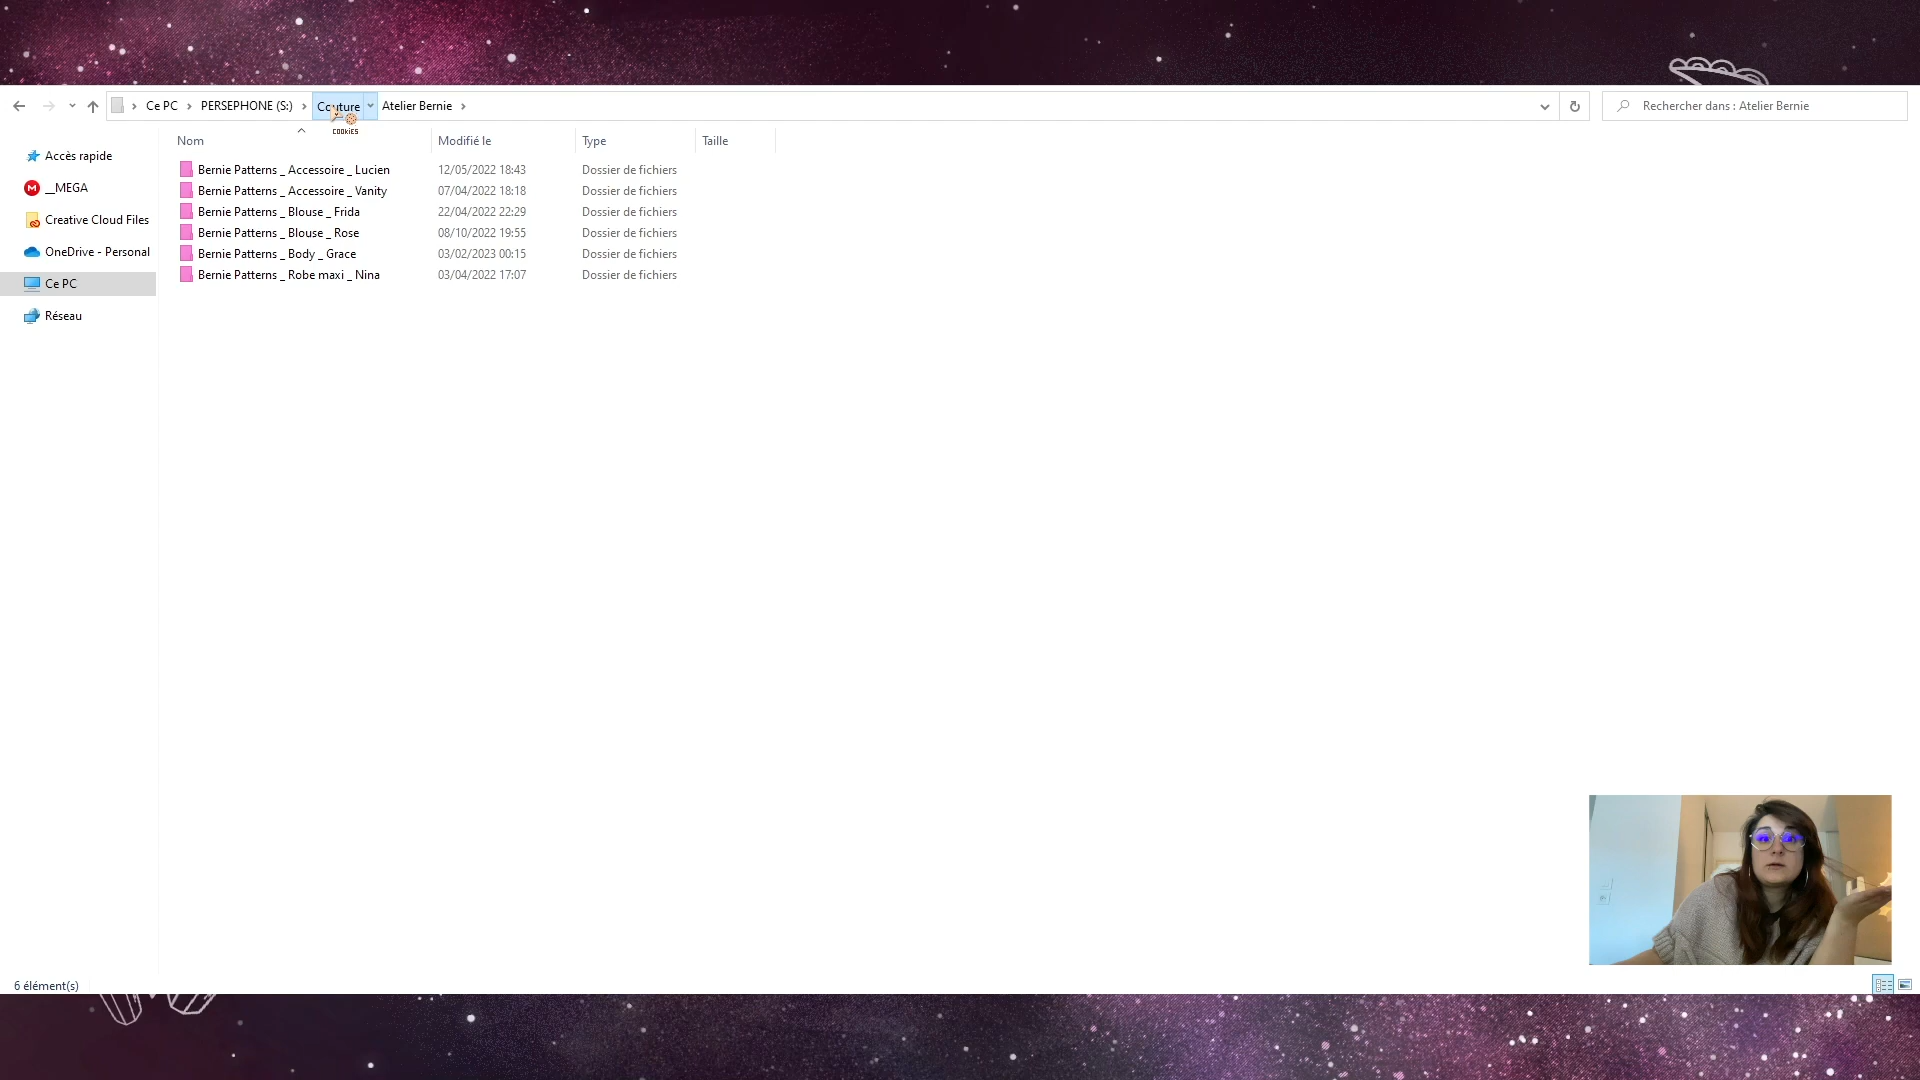 Ce PC PERSEPHONE (S:) Couture Atelier Bernie
Rechercher dans : Atelier Bernie
COOKIES
Nom Modifié le Type Taille
Accès rapide
__MEGA
Creative Cloud Files
OneDrive - Personal
Ce PC
Réseau
Bernie Patterns _ Accessoire _ Lucien 12/05/2022 18:43 Dossier de fichiers
Bernie Patterns _ Accessoire _ Vanity 07/04/2022 18:18 Dossier de fichiers
Bernie Patterns _ Blouse _ Frida 22/04/2022 22:29 Dossier de fichiers
Bernie Patterns _ Blouse _ Rose 08/10/2022 19:55 Dossier de fichiers
Bernie Patterns _ Body _ Grace 03/02/2023 00:15 Dossier de fichiers
Bernie Patterns _ Robe maxi _ Nina 03/04/2022 17:07 Dossier de fichiers
6 élément(s)